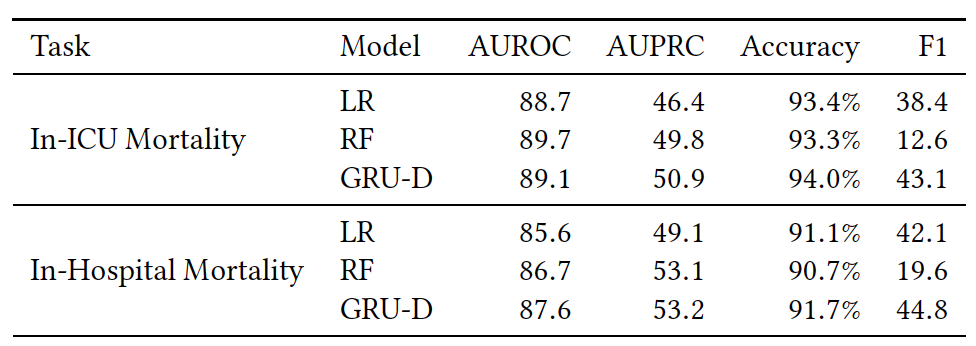 Task Model AUROC AUPRC Accuracy F1
LR 88.7 46.4 93.4% 38.4
In-ICU Mortality RF 89.7 49.8 93.3% 12.6
GRU-D 89.1 50.9 94.0% 43.1
LR 85.6 49.1 91.1% 42.1
In-Hospital Mortality RF 86.7 53.1 90.7% 19.6
GRU-D 87.6 53.2 91.7% 44.8